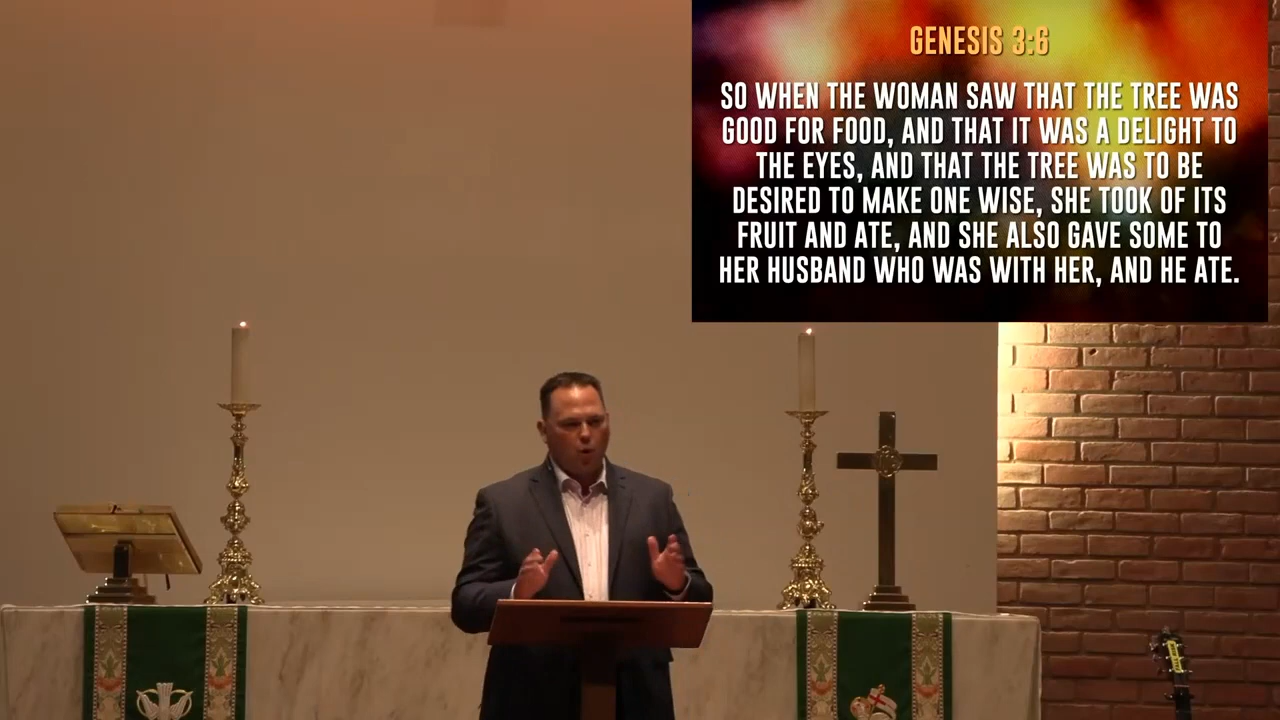 GENESIS 3:6
SO WHEN THE WOMAN SAW THAT THE TREE WAS
GOOD FOR FOOD, AND THAT IT WAS A DELIGHT TO
THE EYES, AND THAT THE TREE WAS TO BE
DESIRED TO MAKE ONE WISE, SHE TOOK OF ITS
FRUIT AND ATE, AND SHE ALSO GAVE SOME TO
HER HUSBAND WHO WAS WITH HER, AND HE ATE.